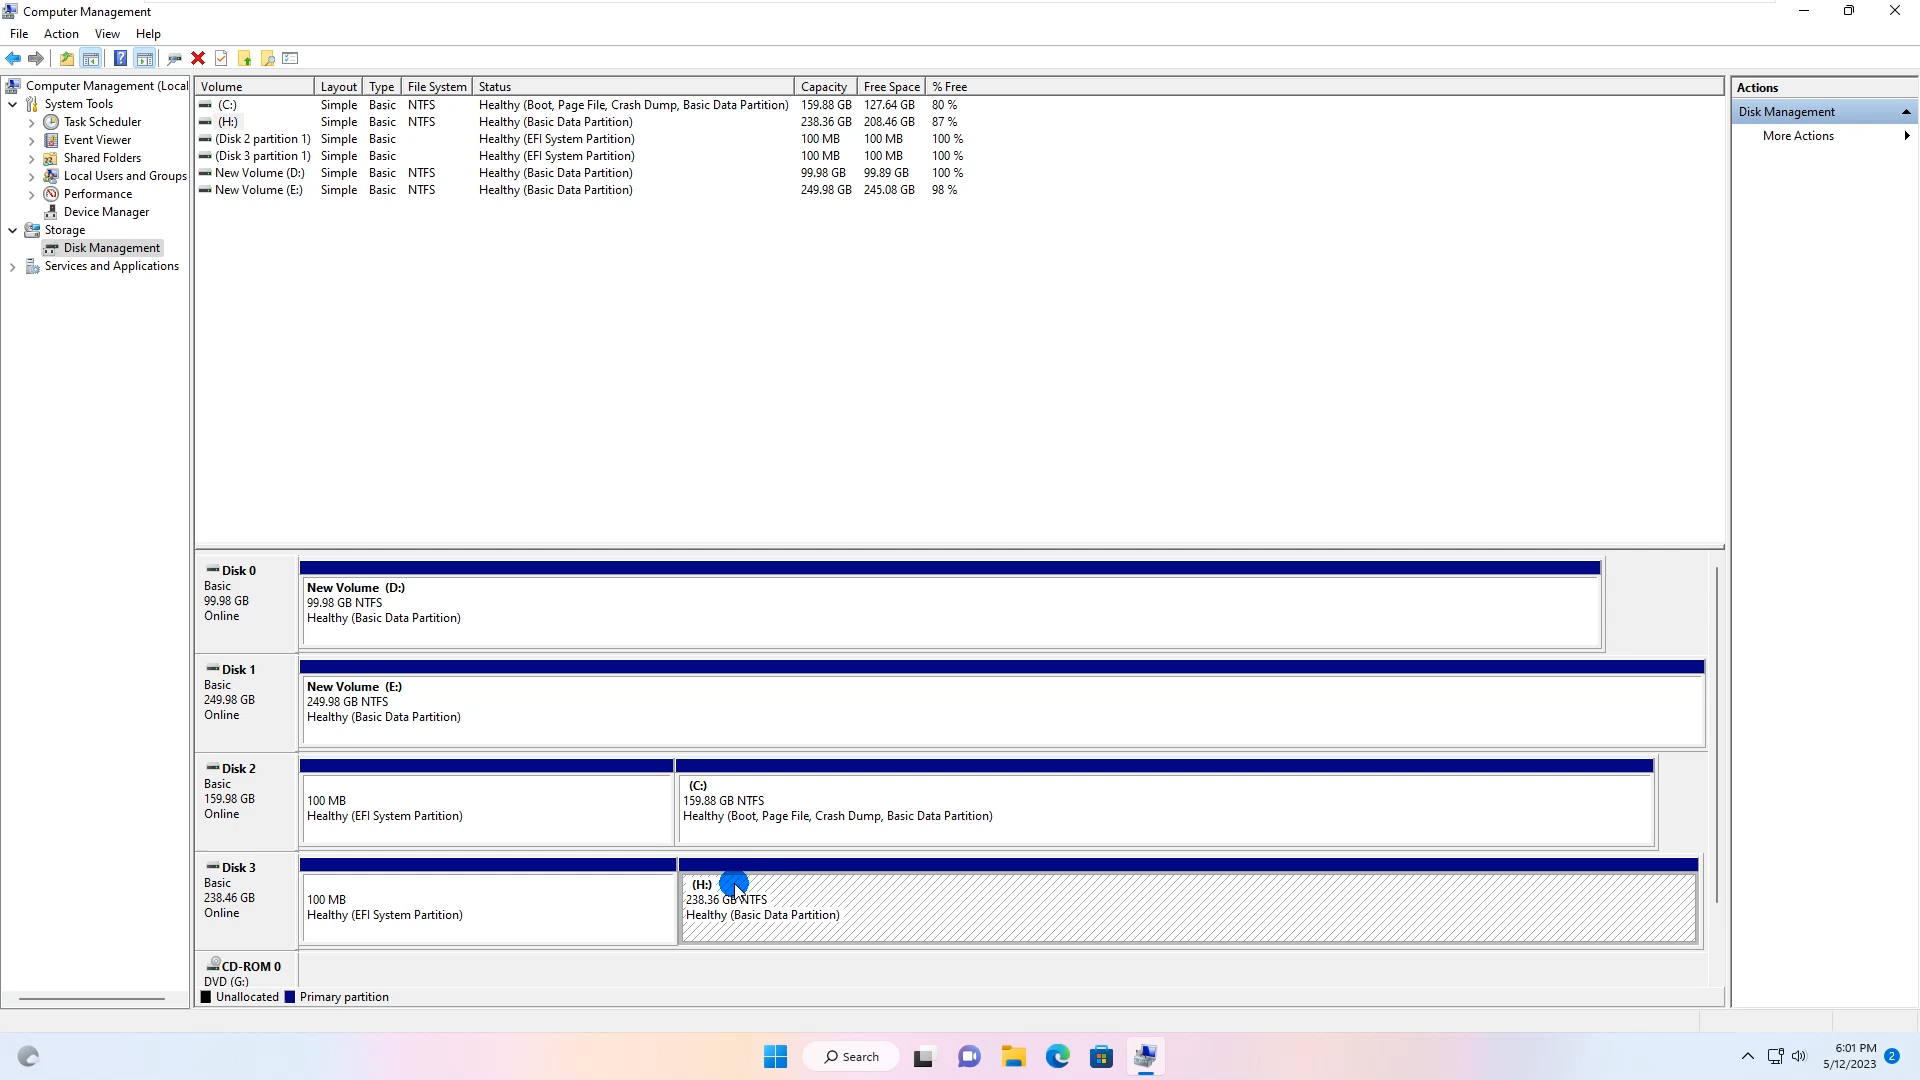 Computer Management
File Action View Help
Computer Management (Local
System Tools
Task Scheduler
Event Viewer
Shared Folders
Local Users and Groups
Performance
Device Manager
Storage
Disk Management
Services and Applications
Volume Layout Type File System Status Capacity Free Space % Free
(C:) Simple Basic NTFS Healthy (Boot, Page File, Crash Dump, Basic Data Partition) 159.88 GB 127.64 GB 80 %
(H:) Simple Basic NTFS Healthy (Basic Data Partition) 238.36 GB 208.46 GB 87 %
(Disk 2 partition 1) Simple Basic Healthy (EFI System Partition) 100 MB 100 MB 100 %
(Disk 3 partition 1) Simple Basic Healthy (EFI System Partition) 100 MB 100 MB 100 %
New Volume (D:) Simple Basic NTFS Healthy (Basic Data Partition) 99.98 GB 99.89 GB 100 %
New Volume (E:) Simple Basic NTFS Healthy (Basic Data Partition) 249.98 GB 245.08 GB 98 %
Actions
Disk Management
More Actions
Disk 0
Basic
99.98 GB
Online
New Volume (D:)
99.98 GB NTFS
Healthy (Basic Data Partition)
Disk 1
Basic
249.98 GB
Online
New Volume (E:)
249.98 GB NTFS
Healthy (Basic Data Partition)
Disk 2
Basic
159.98 GB
Online
100 MB
Healthy (EFI System Partition)
(C:)
159.88 GB NTFS
Healthy (Boot, Page File, Crash Dump, Basic Data Partition)
Disk 3
Basic
238.46 GB
Online
100 MB
Healthy (EFI System Partition)
(H:)
238.36 GB NTFS
Healthy (Basic Data Partition)
CD-ROM 0
DVD (G:)
Unallocated Primary partition
Search
6:01 PM
5/12/2023
2